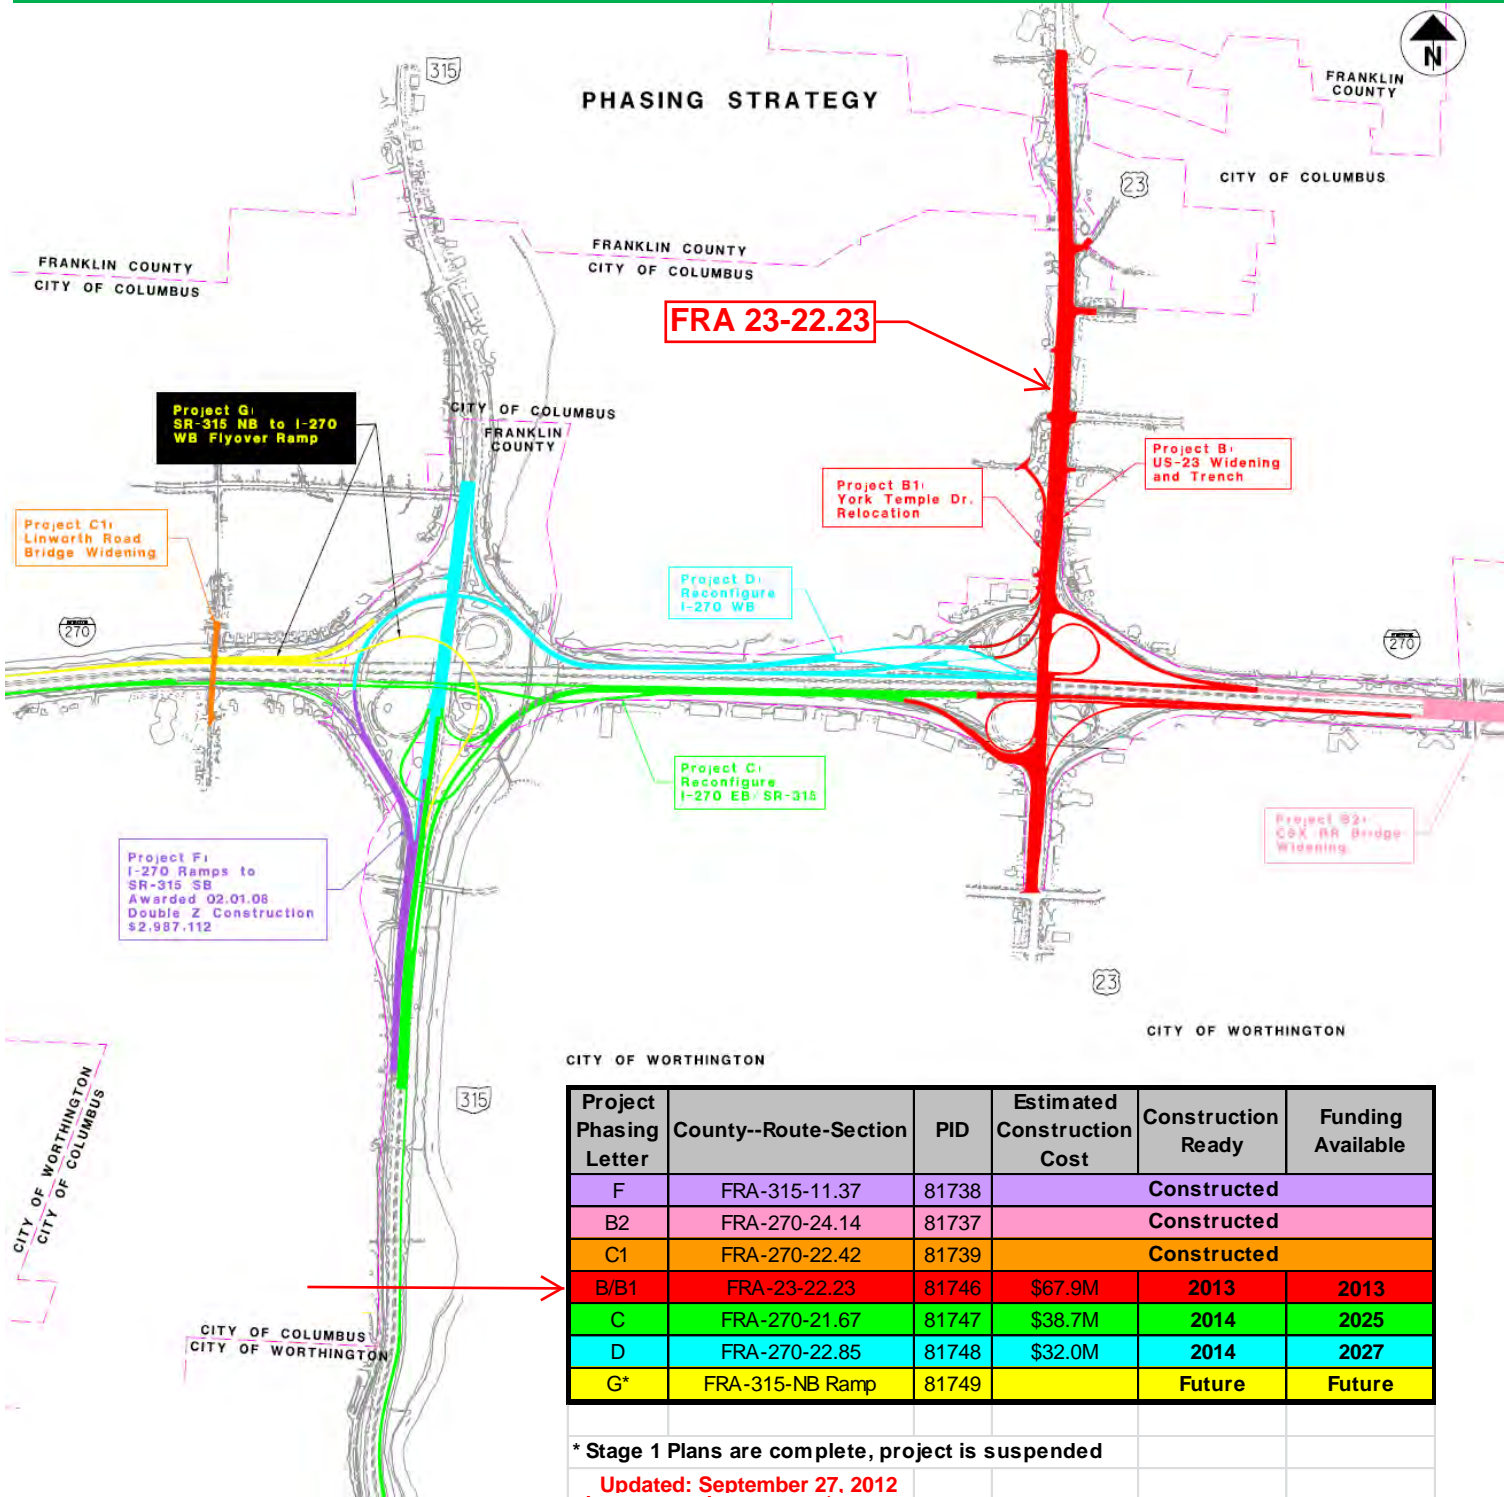 315
PHASING STRATEGY
N
FRANKLIN
COUNTY
23
CITY OF COLUMBUS
FRANKLIN COUNTY
CITY OF COLUMBUS
FRANKLIN COUNTY
CITY OF COLUMBUS
FRA 23-22.23
Project G:
SR-315 NB to I-270
WB Flyover Ramp
CITY OF COLUMBUS
FRANKLIN
COUNTY
Project B:
US-23 Widening
and Trench
Project B1:
York Temple Dr.
Relocation
Project C1:
Linworth Road
Bridge Widening
Project D:
Reconfigure
I-270 WB
270
270
Project C:
Reconfigure
I-270 EB/SR-315
Project B2:
CSX RR Bridge
Widening
Project F:
I-270 Ramps to
SR-315 SB
Awarded 02.01.08
Double Z Construction
$2,987,112
23
CITY OF WORTHINGTON
CITY OF WORTHINGTON
CITY OF WORTHINGTON
CITY OF COLUMBUS
315
Project Phasing Letter County--Route-Section PID Estimated Construction Cost Construction Ready Funding Available
F FRA-315-11.37 81738 Constructed
B2 FRA-270-24.14 81737 Constructed
C1 FRA-270-22.42 81739 Constructed
B/B1 FRA-23-22.23 81746 $67.9M 2013 2013
C FRA-270-21.67 81747 $38.7M 2014 2025
D FRA-270-22.85 81748 $32.0M 2014 2027
G* FRA-315-NB Ramp 81749 Future Future
CITY OF COLUMBUS
CITY OF WORTHINGTON
* Stage 1 Plans are complete, project is suspended
Updated: September 27, 2012